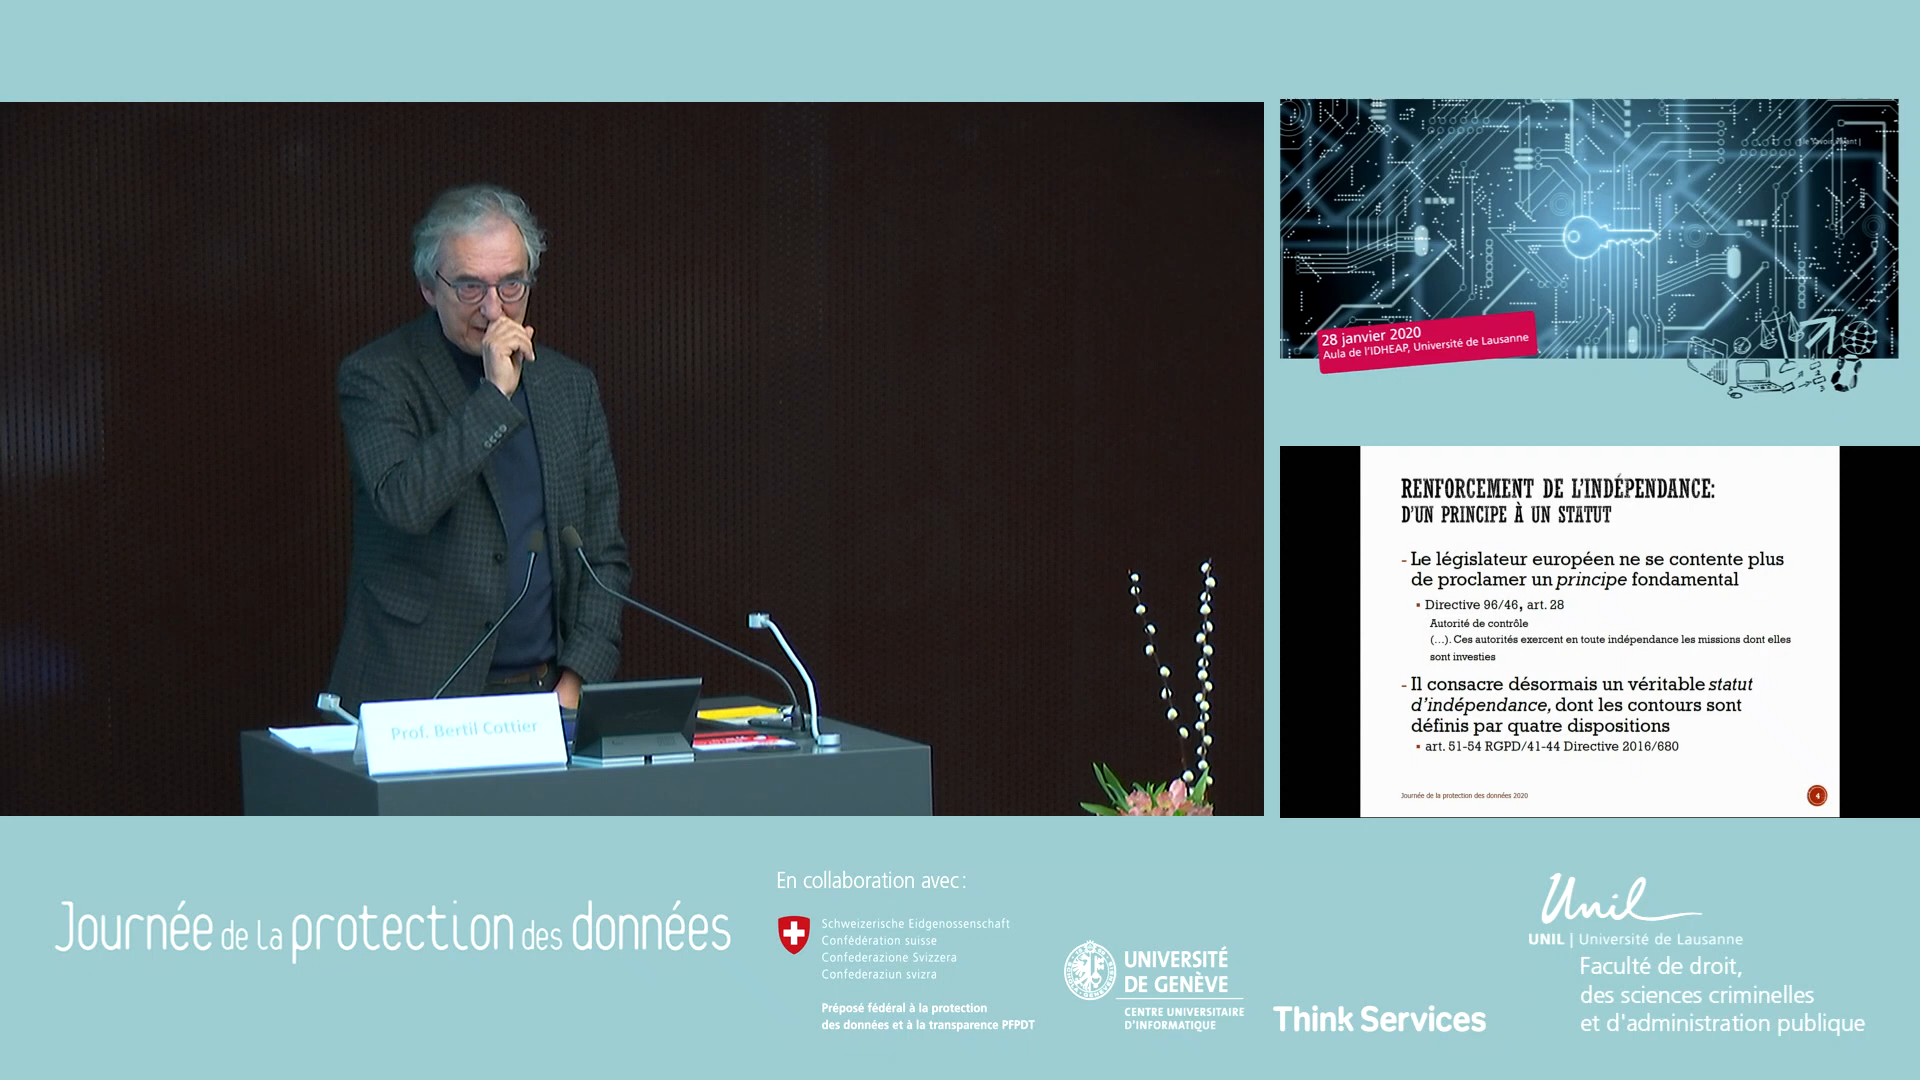 | le savoir vivant |
28 janvier 2020
Aula de l'IDHEAP, Université de Lausanne
Prof. Bertil Cottier
RENFORCEMENT DE L'INDÉPENDANCE:
D'UN PRINCIPE À UN STATUT
- Le législateur européen ne se contente plus
de proclamer un principe fondamental
▪ Directive 96/46, art. 28
Autorité de contrôle
(…). Ces autorités exercent en toute indépendance les missions dont elles
sont investies
- Il consacre désormais un véritable statut
d'indépendance, dont les contours sont
définis par quatre dispositions
▪ art. 51-54 RGPD/41-44 Directive 2016/680
Journée de la protection des données 2020
4
Journée de la protection des données
En collaboration avec :
Schweizerische Eidgenossenschaft
Confédération suisse
Confederazione Svizzera
Confederaziun svizra
Préposé fédéral à la protection
des données et à la transparence PFPDT
UNIVERSITÉ
DE GENÈVE
CENTRE UNIVERSITAIRE
D'INFORMATIQUE
Think Services
Unil
UNIL | Université de Lausanne
Faculté de droit,
des sciences criminelles
et d'administration publique